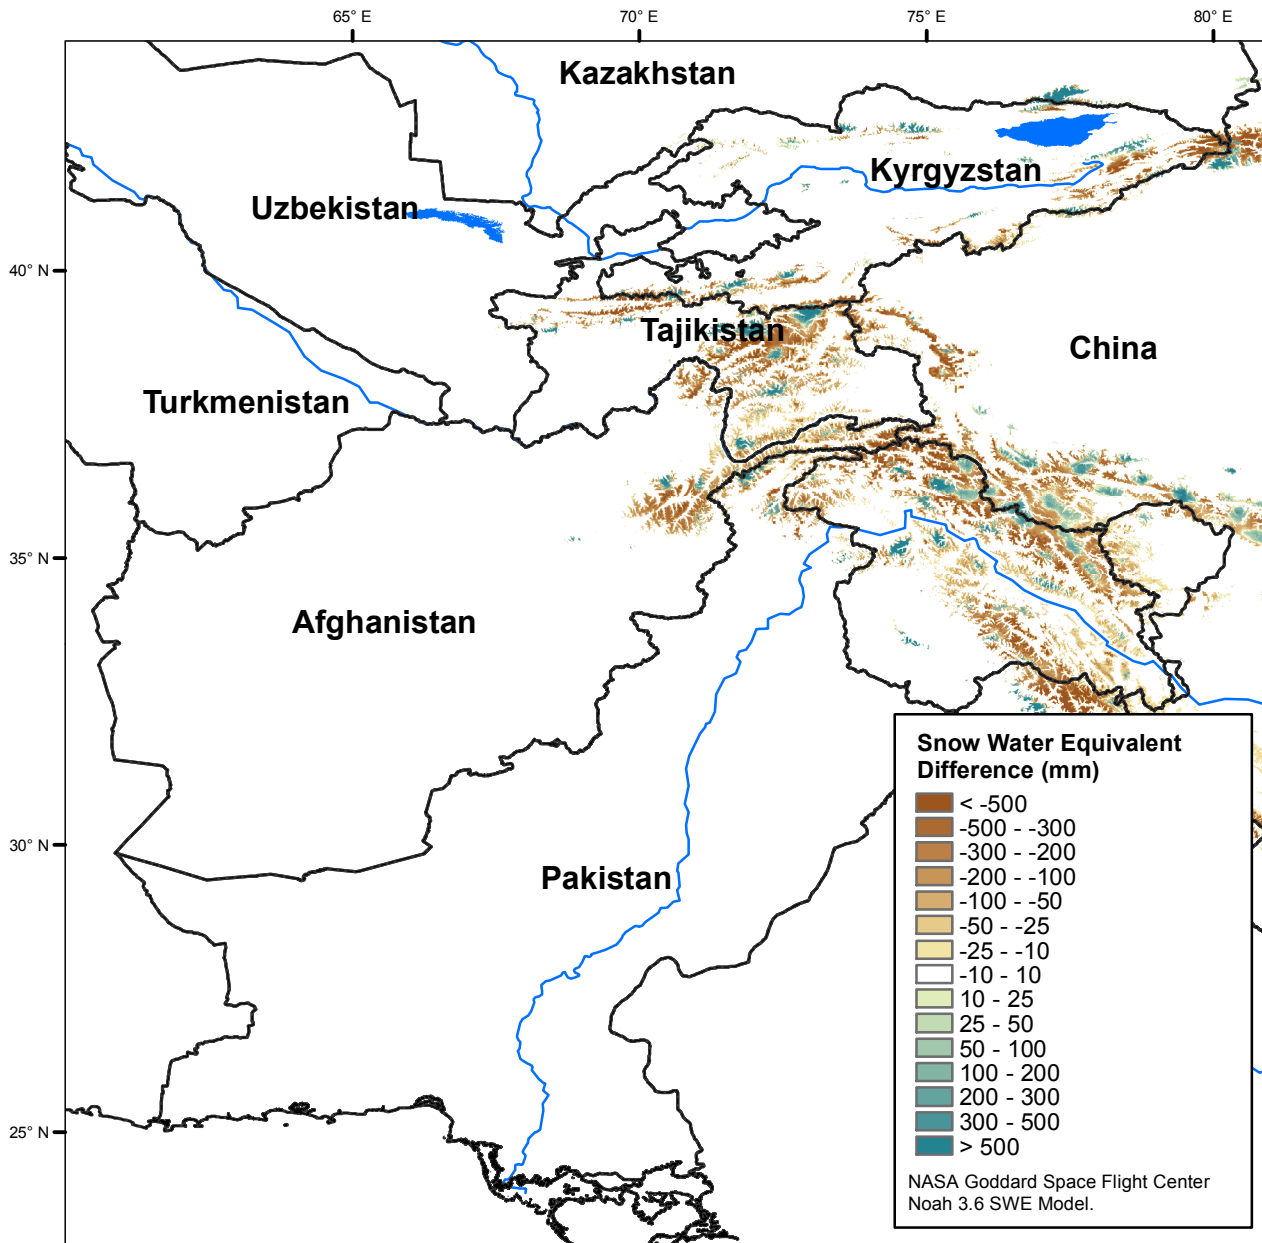 65° E
70° E
75° E
80° E
Kazakhstan
Kyrgyzstan
Uzbekistan
40° N
Tajikistan
China
Turkmenistan
35° N
Afghanistan
30° N
Pakistan
25° N
Snow Water Equivalent
Difference (mm)
< -500
-500 - -300
-300 - -200
-200 - -100
-100 - -50
-50 - -25
-25 - -10
-10 - 10
10 - 25
25 - 50
50 - 100
100 - 200
200 - 300
300 - 500
> 500
NASA Goddard Space Flight Center
Noah 3.6 SWE Model.